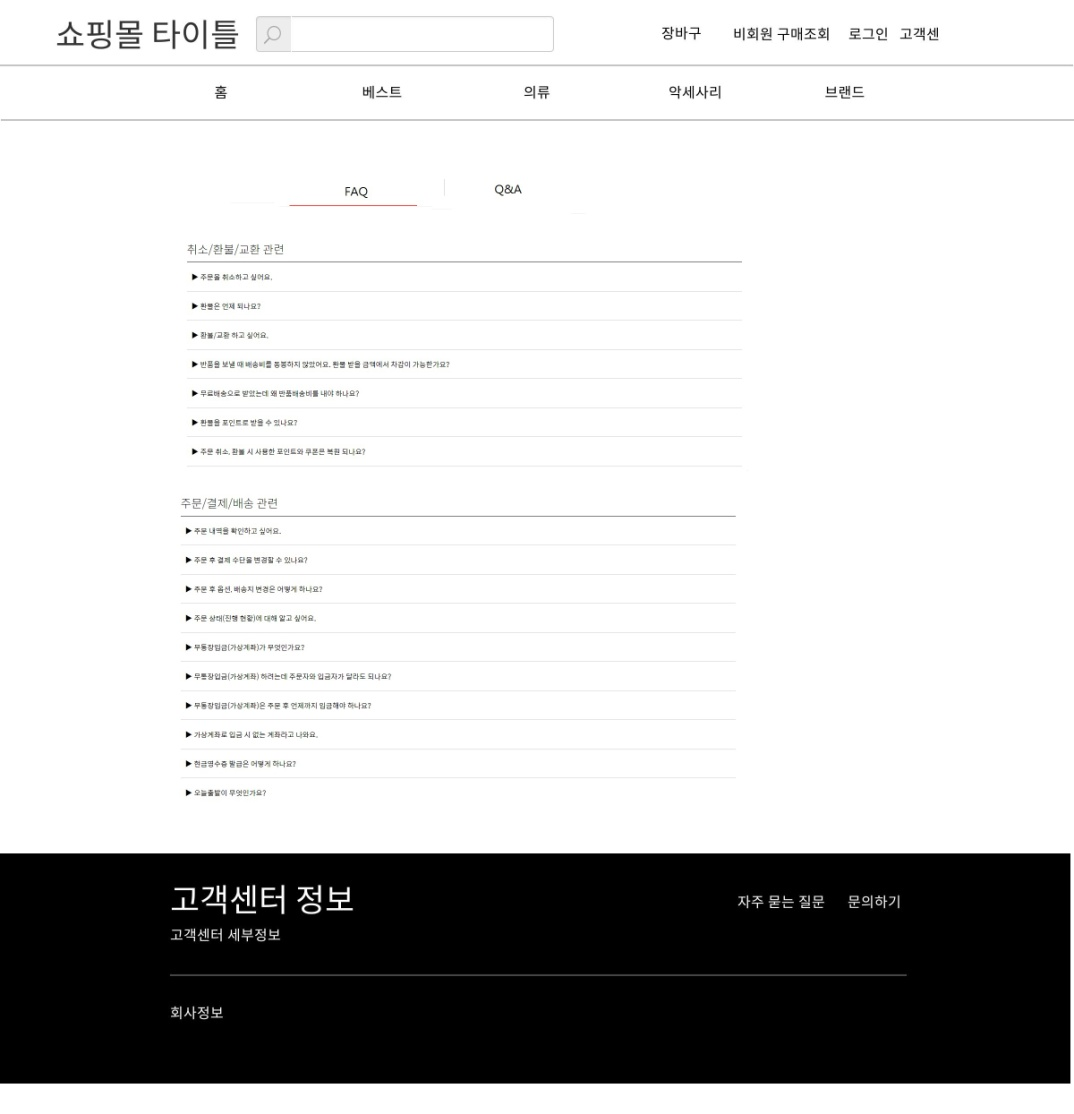 쇼핑몰 타이틀
장바구 비회원 구매조회 로그인 고객센
홈 베스트 의류 악세사리 브랜드
FAQ Q&A
취소/환불/교환 관련
▶ 주문을 취소하고 싶어요.
▶ 환불은 언제 되나요?
▶ 환불/교환 하고 싶어요.
▶ 반품을 보낼 때 배송비를 동봉하지 않았어요. 환불 받을 금액에서 차감이 가능한가요?
▶ 무료배송으로 받았는데 왜 반품배송비를 내야 하나요?
▶ 환불을 포인트로 받을 수 있나요?
▶ 주문 취소, 환불 시 사용한 포인트와 쿠폰은 복원 되나요?
주문/결제/배송 관련
▶ 주문 내역을 확인하고 싶어요.
▶ 주문 후 결제 수단을 변경할 수 있나요?
▶ 주문 후 옵션, 배송지 변경은 어떻게 하나요?
▶ 주문 상태(진행 현황)에 대해 알고 싶어요.
▶ 무통장입금(가상계좌)가 무엇인가요?
▶ 무통장입금(가상계좌) 하려는데 주문자와 입금자가 달라도 되나요?
▶ 무통장입금(가상계좌)은 주문 후 언제까지 입금해야 하나요?
▶ 가상계좌로 입금 시 없는 계좌라고 나와요.
▶ 현금영수증 발급은 어떻게 하나요?
▶ 오늘출발이 무엇인가요?
고객센터 정보
자주 묻는 질문 문의하기
고객센터 세부정보
회사정보